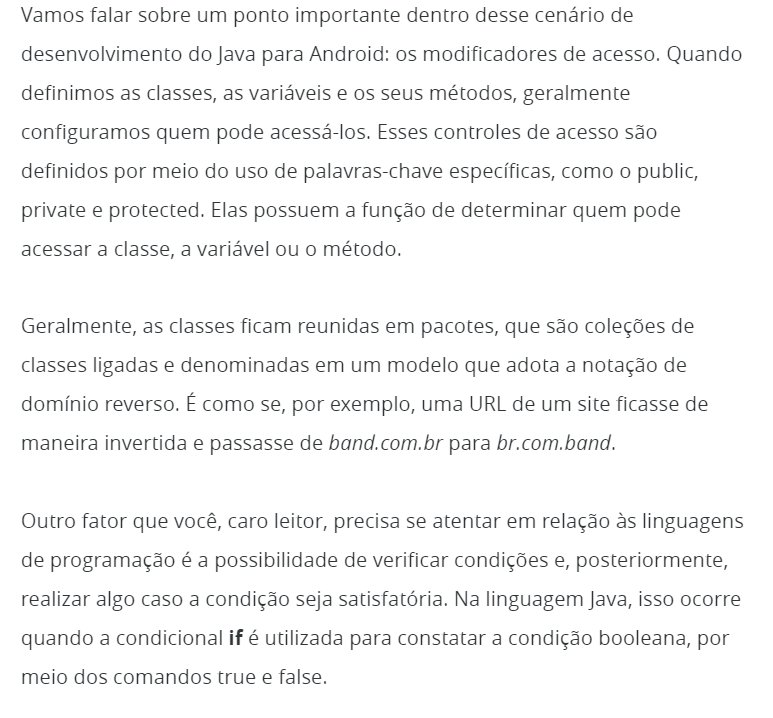 Vamos falar sobre um ponto importante dentro desse cenário de
desenvolvimento do Java para Android: os modificadores de acesso. Quando
definimos as classes, as variáveis e os seus métodos, geralmente
configuramos quem pode acessá-los. Esses controles de acesso são
definidos por meio do uso de palavras-chave específicas, como o public,
private e protected. Elas possuem a função de determinar quem pode
acessar a classe, a variável ou o método.
Geralmente, as classes ficam reunidas em pacotes, que são coleções de
classes ligadas e denominadas em um modelo que adota a notação de
domínio reverso. É como se, por exemplo, uma URL de um site ficasse de
maneira invertida e passasse de band.com.br para br.com.band.
Outro fator que você, caro leitor, precisa se atentar em relação às linguagens
de programação é a possibilidade de verificar condições e, posteriormente,
realizar algo caso a condição seja satisfatória. Na linguagem Java, isso ocorre
quando a condicional if é utilizada para constatar a condição booleana, por
meio dos comandos true e false.